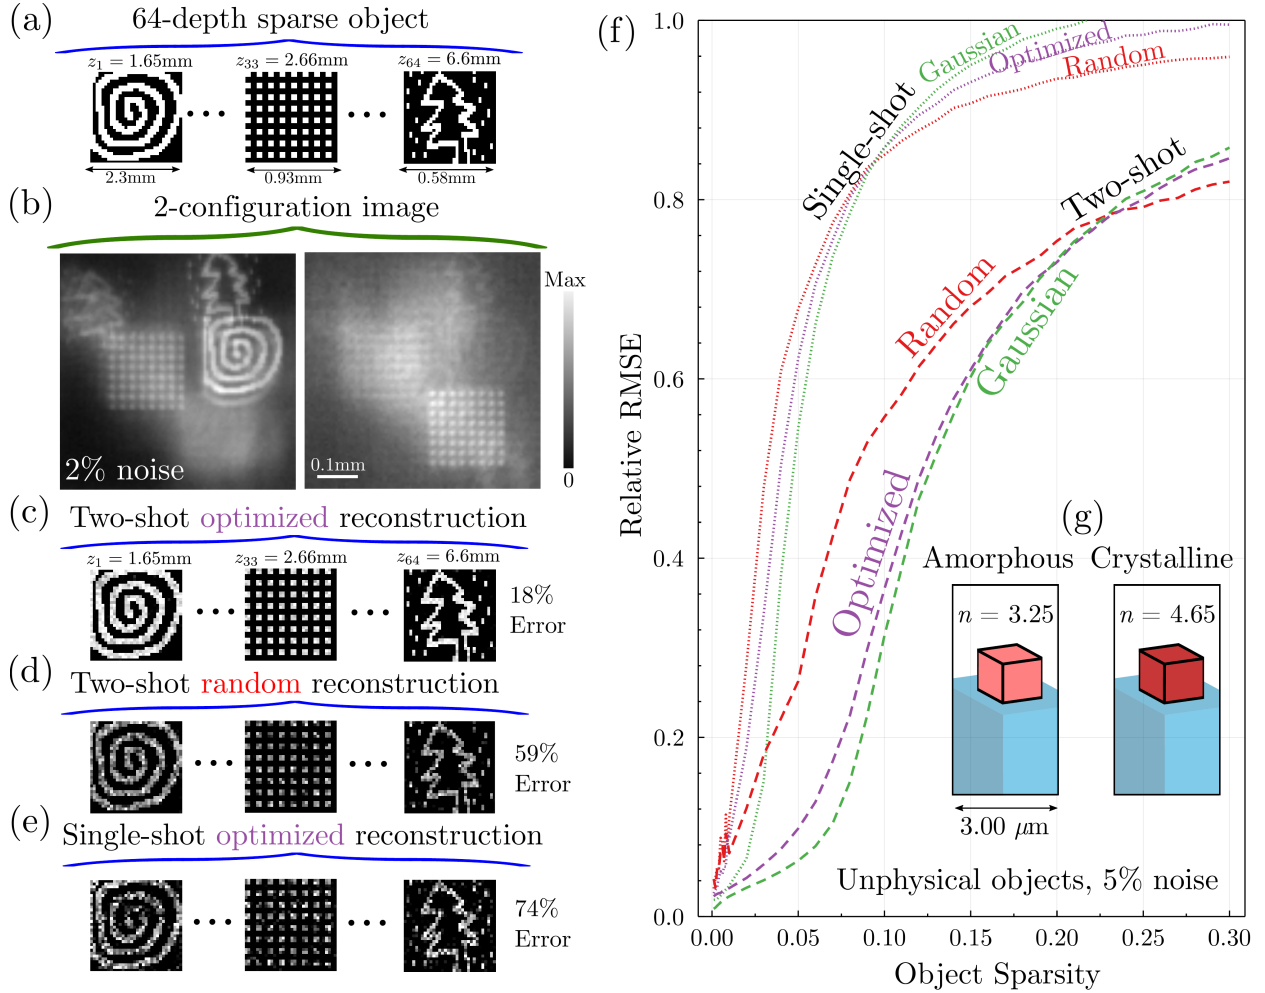 (a)
64-depth sparse object
z₁ = 1.65mm
z₃₃ = 2.66mm
z₆₄ = 6.6mm
2.3mm
0.93mm
0.58mm
(b)
2-configuration image
2% noise
0.1mm
Max
0
(c)
Two-shot optimized reconstruction
z₁ = 1.65mm
z₃₃ = 2.66mm
z₆₄ = 6.6mm
18%
Error
(d)
Two-shot random reconstruction
59%
Error
(e)
Single-shot optimized reconstruction
74%
Error
(f)
Relative RMSE
1.0
0.8
0.6
0.4
0.2
0.0
Single-shot
Gaussian
Optimized
Random
Two-shot
Random
Gaussian
Optimized
(g)
Amorphous
Crystalline
n = 3.25
n = 4.65
3.00 μm
Unphysical objects, 5% noise
0.00
0.05
0.10
0.15
0.20
0.25
0.30
Object Sparsity